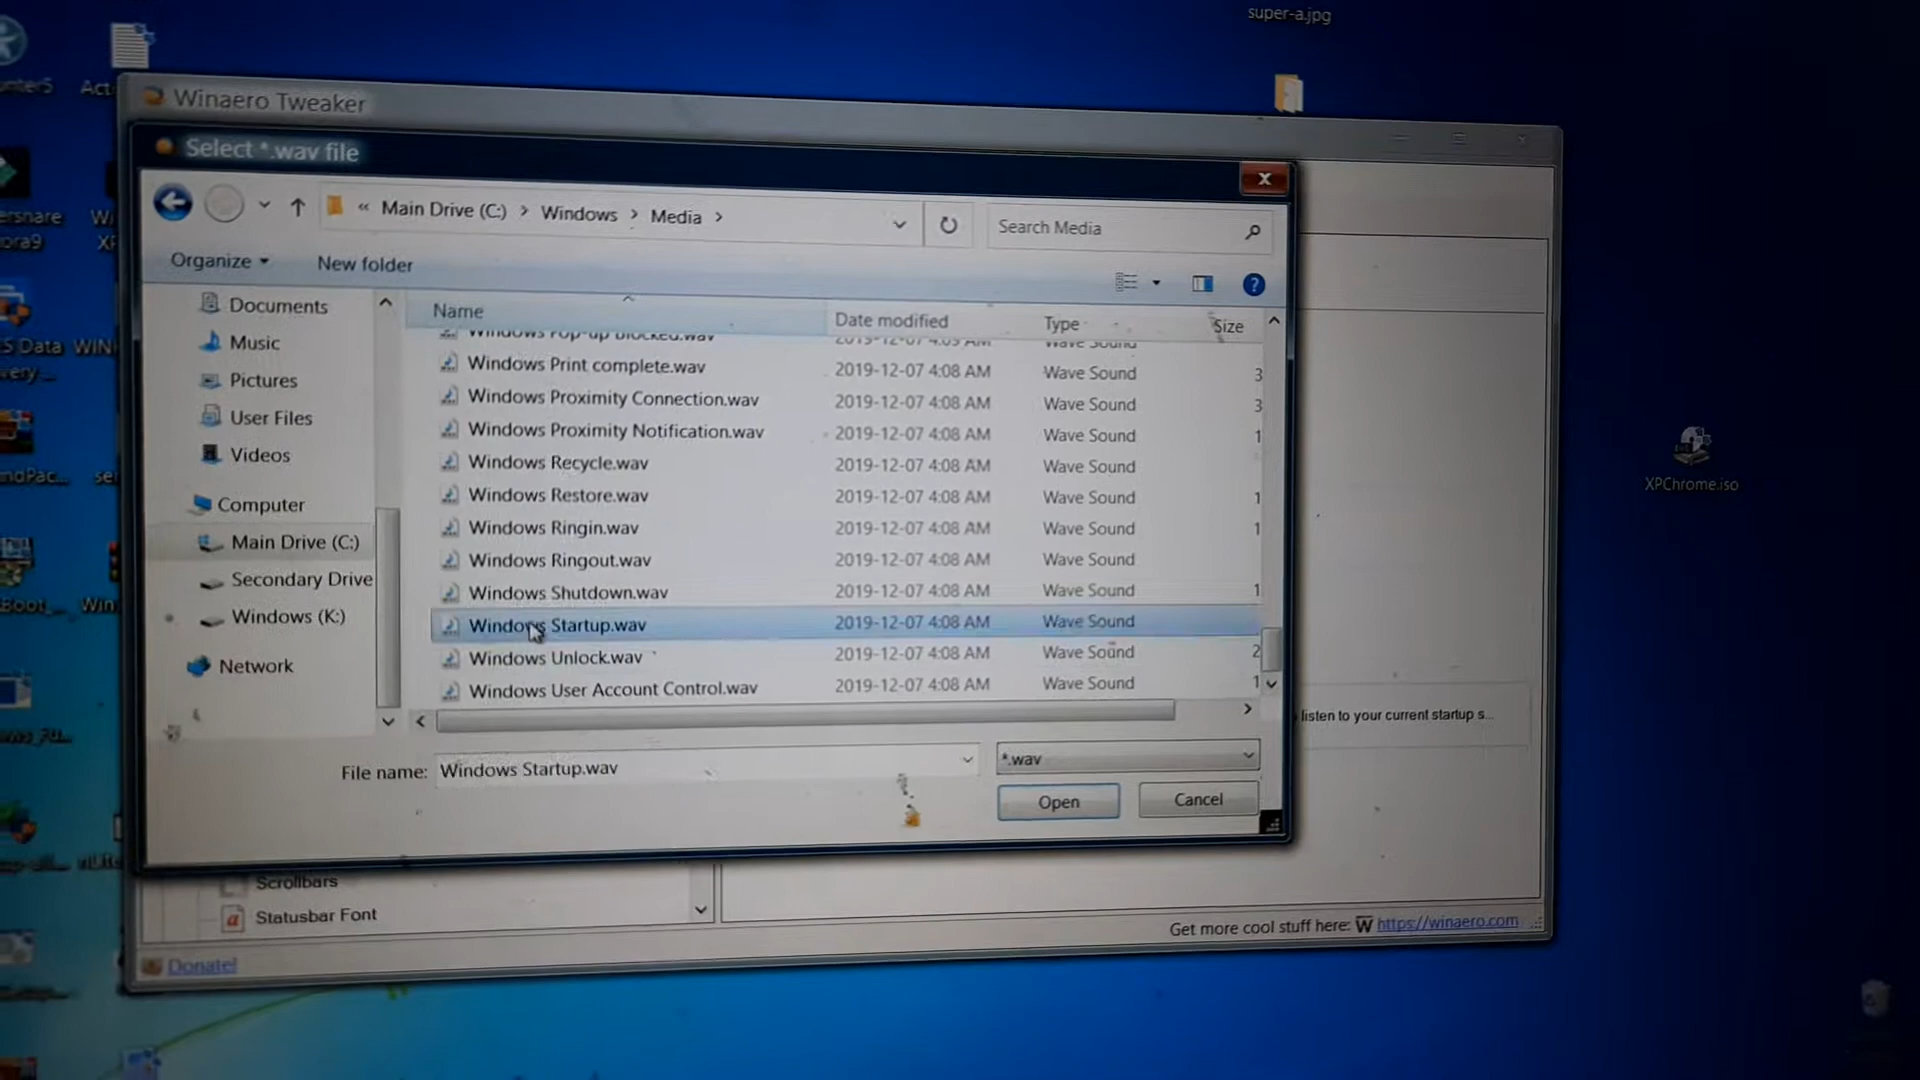 super-a.jpg
Winaero Tweaker
Select *.wav file
« Main Drive (C:) > Windows > Media >
Search Media
Organize
New folder
Documents
Music
Pictures
User Files
Videos
Computer
Main Drive (C:)
Secondary Drive
Windows (K:)
Network
Name Date modified Type Size
Windows Pop-up Blocked.wav 2019-12-07 4:09 AM Wave Sound
Windows Print complete.wav 2019-12-07 4:08 AM Wave Sound 3
Windows Proximity Connection.wav 2019-12-07 4:08 AM Wave Sound 3
Windows Proximity Notification.wav 2019-12-07 4:08 AM Wave Sound 1
Windows Recycle.wav 2019-12-07 4:08 AM Wave Sound
Windows Restore.wav 2019-12-07 4:08 AM Wave Sound 1
Windows Ringin.wav 2019-12-07 4:08 AM Wave Sound 1
Windows Ringout.wav 2019-12-07 4:08 AM Wave Sound
Windows Shutdown.wav 2019-12-07 4:08 AM Wave Sound 1
Windows Startup.wav 2019-12-07 4:08 AM Wave Sound
Windows Unlock.wav 2019-12-07 4:08 AM Wave Sound 2
Windows User Account Control.wav 2019-12-07 4:08 AM Wave Sound 1
File name: Windows Startup.wav
*.wav
Open
Cancel
listen to your current startup s...
Scrollbars
Statusbar Font
Get more cool stuff here: W https://winaero.com
Donate!
XPChrome.iso